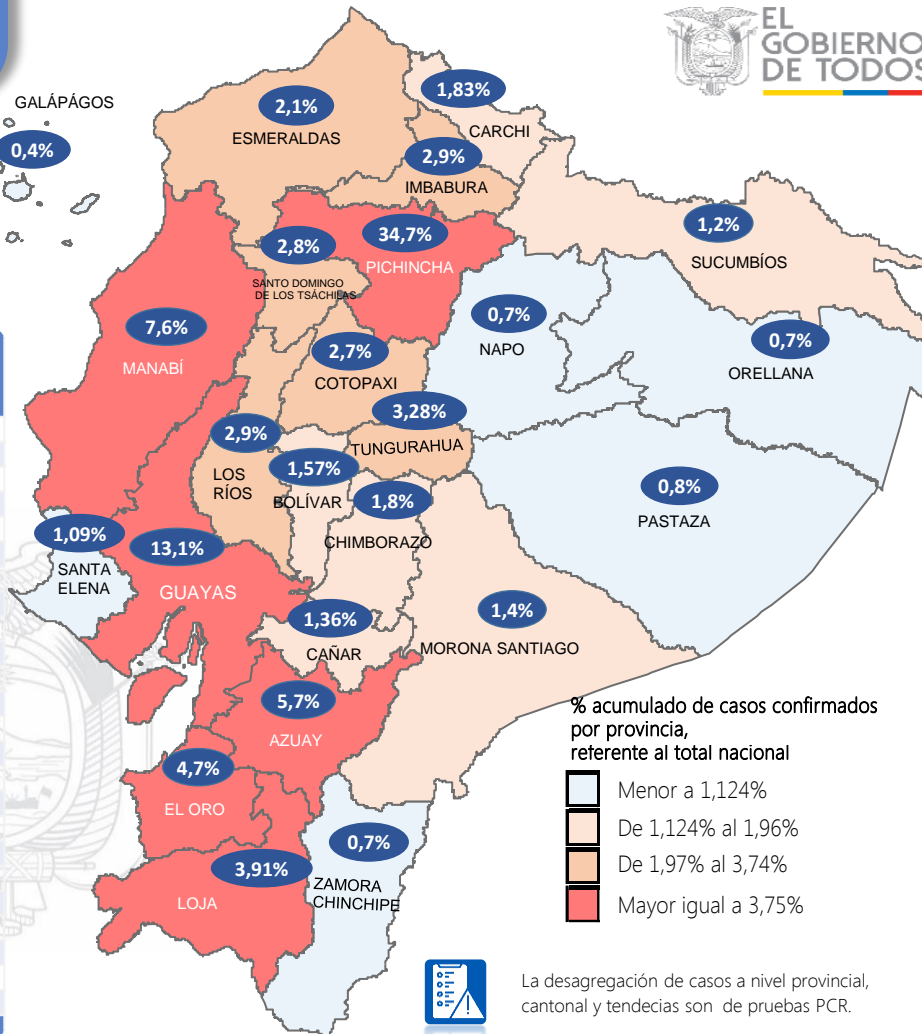 EL
GOBIERNO
DE TODOS
GALÁPÁGOS
0,4%
2,1%
ESMERALDAS
1,83%
CARCHI
2,9%
IMBABURA
1,2%
SUCUMBÍOS
2,8%
SANTO DOMINGO
DE LOS TSÁCHILAS
34,7%
PICHINCHA
7,6%
MANABÍ
0,7%
NAPO
0,7%
ORELLANA
2,7%
COTOPAXI
3,28%
TUNGURAHUA
2,9%
LOS
RÍOS
1,57%
BOLÍVAR
1,8%
CHIMBORAZO
0,8%
PASTAZA
1,09%
SANTA
ELENA
13,1%
GUAYAS
1,36%
CAÑAR
1,4%
MORONA SANTIAGO
5,7%
AZUAY
4,7%
EL ORO
3,91%
LOJA
0,7%
ZAMORA
CHINCHIPE
% acumulado de casos confirmados
por provincia,
referente al total nacional
Menor a 1,124%
De 1,124% al 1,96%
De 1,97% al 3,74%
Mayor igual a 3,75%
La desagregación de casos a nivel provincial,
cantonal y tendecias son de pruebas PCR.